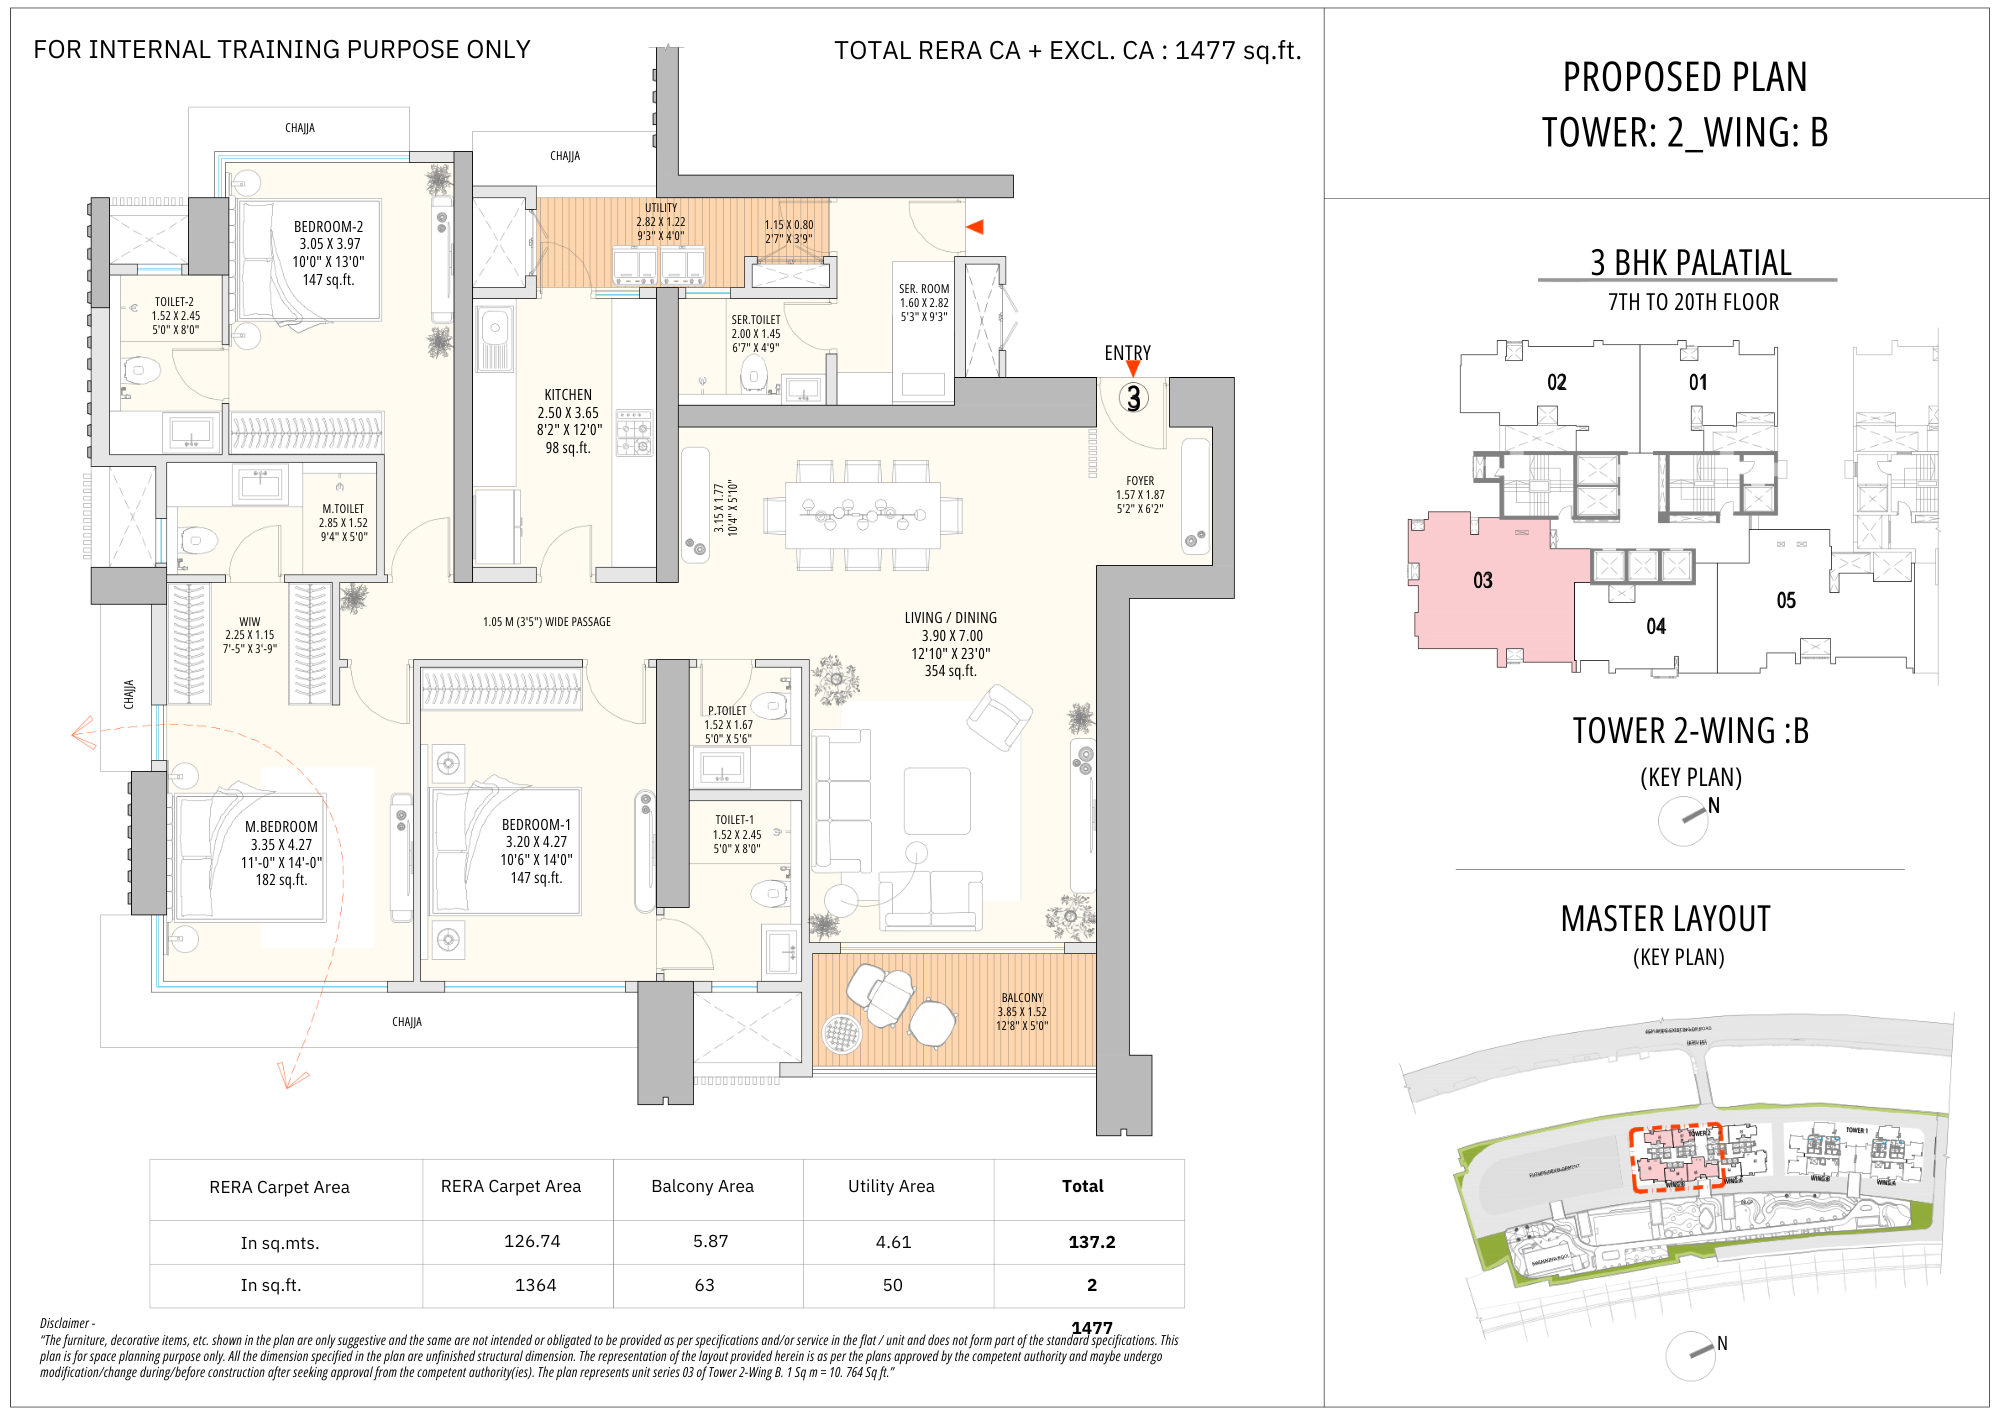 FOR INTERNAL TRAINING PURPOSE ONLY
TOTAL RERA CA + EXCL. CA : 1477 sq.ft.
CHAJJA
CHAJJA
BEDROOM-2
3.05 X 3.97
10'0" X 13'0"
147 sq.ft.
UTILITY
2.82 X 1.22
9'3" X 4'0"
1.15 X 0.80
2'7" X 3'9"
TOILET-2
1.52 X 2.45
5'0" X 8'0"
SER.TOILET
2.00 X 1.45
6'7" X 4'9"
SER. ROOM
1.60 X 2.82
5'3" X 9'3"
ENTRY
3
KITCHEN
2.50 X 3.65
8'2" X 12'0"
98 sq.ft.
M.TOILET
2.85 X 1.52
9'4" X 5'0"
3.15 X 1.77
10'4" X 5'10"
FOYER
1.57 X 1.87
5'2" X 6'2"
WIW
2.25 X 1.15
7'-5" X 3'-9"
1.05 M (3'5") WIDE PASSAGE
LIVING / DINING
3.90 X 7.00
12'10" X 23'0"
354 sq.ft.
CHAJJA
P.TOILET
1.52 X 1.67
5'0" X 5'6"
M.BEDROOM
3.35 X 4.27
11'-0" X 14'-0"
182 sq.ft.
BEDROOM-1
3.20 X 4.27
10'6" X 14'0"
147 sq.ft.
TOILET-1
1.52 X 2.45
5'0" X 8'0"
CHAJJA
BALCONY
3.85 X 1.52
12'8" X 5'0"
RERA Carpet Area RERA Carpet Area Balcony Area Utility Area Total
In sq.mts. 126.74 5.87 4.61 137.2
In sq.ft. 1364 63 50 2
1477
Disclaimer -
"The furniture, decorative items, etc. shown in the plan are only suggestive and the same are not intended or obligated to be provided as per specifications and/or service in the flat / unit and does not form part of the standard specifications. This
plan is for space planning purpose only. All the dimension specified in the plan are unfinished structural dimension. The representation of the layout provided herein is as per the plans approved by the competent authority and maybe undergo
modification/change during/before construction after seeking approval from the competent authority(ies). The plan represents unit series 03 of Tower 2-Wing B. 1 Sq m = 10. 764 Sq ft."
PROPOSED PLAN
TOWER: 2_WING: B
3 BHK PALATIAL
7TH TO 20TH FLOOR
02
01
03
04
05
TOWER 2-WING :B
(KEY PLAN)
N
MASTER LAYOUT
(KEY PLAN)
TOWER 2
TOWER 1
WING:B
WING:A
N